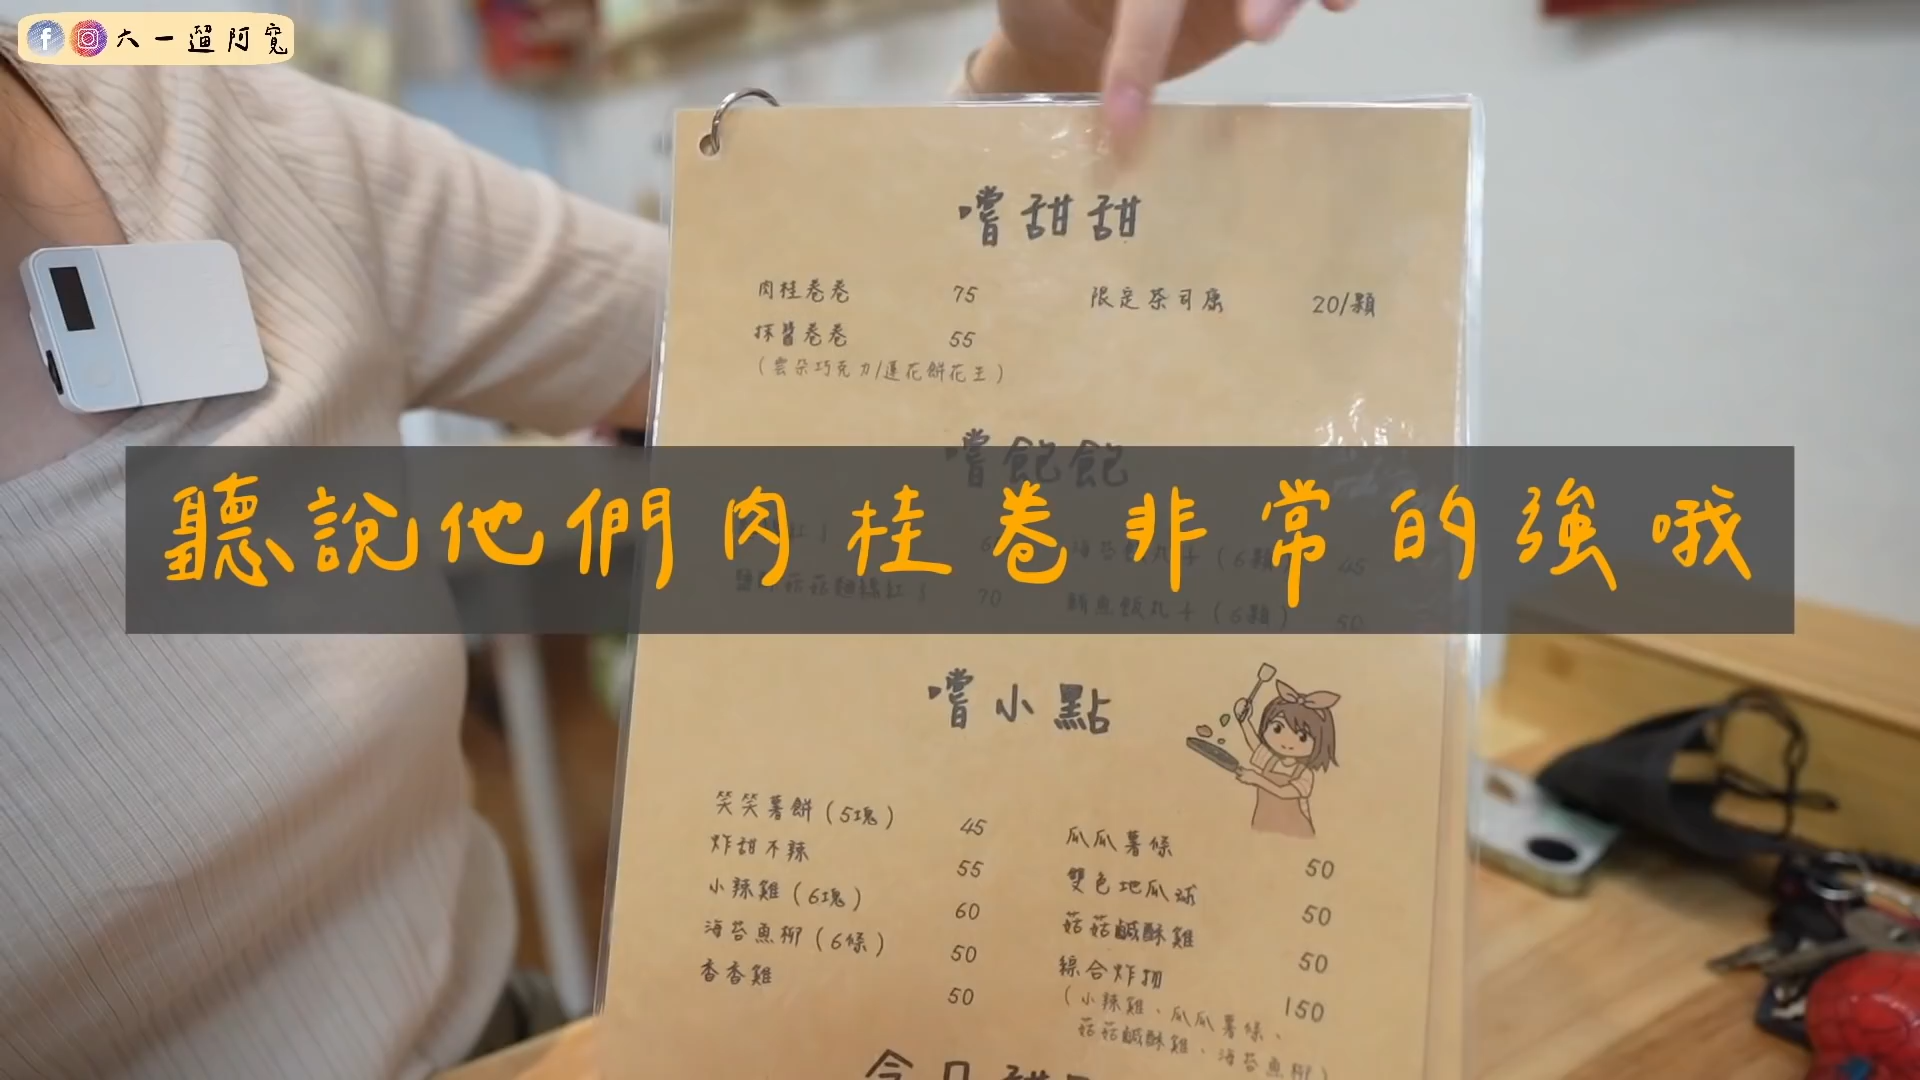 六一遛阿寬
嚐甜甜
肉桂卷卷 75 限定茶司康 20/顆
抹醬卷卷 55
(雲朵巧克力/蓮花餅花生)
嚐飽飽
聽說他們肉桂卷非常的強哦
70 (6顆) 50
嚐小點
笑笑薯餅(5塊) 45 瓜瓜薯條 50
炸甜不辣 55 雙色地瓜球 50
小辣雞(6塊) 60 菇菇鹹酥雞 50
海苔魚柳(6條) 50 綜合炸物 150
香香雞 50 (小辣雞、瓜瓜薯條、
菇菇鹹酥雞、海苔魚柳)